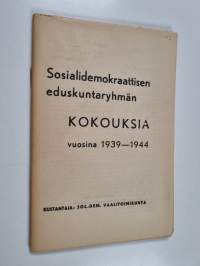 Sosialidemokraattisen
eduskuntaryhmän
KOKOUKSIA
vuosina 1939—1944
KUSTANTAJA: SOS.-DEM. VAALITOIMIKUNTA